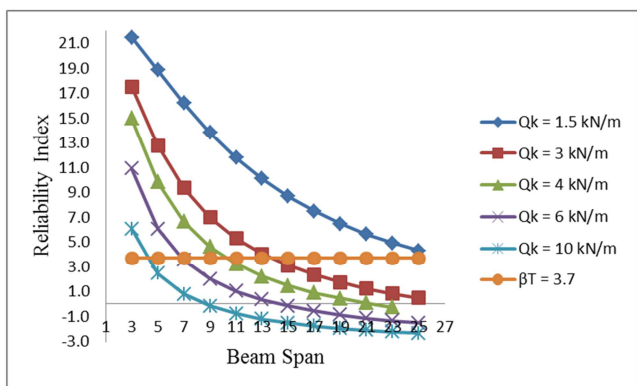 21.0
19.0
17.0
15.0
13.0
11.0
9.0
7.0
5.0
3.0
1.0
-1.0
-3.0
Reliability Index
1 3 5 7 9 11 13 15 17 19 21 23 25 27
Beam Span
Qk = 1.5 kN/m
Qk = 3 kN/m
Qk = 4 kN/m
Qk = 6 kN/m
Qk = 10 kN/m
βT = 3.7